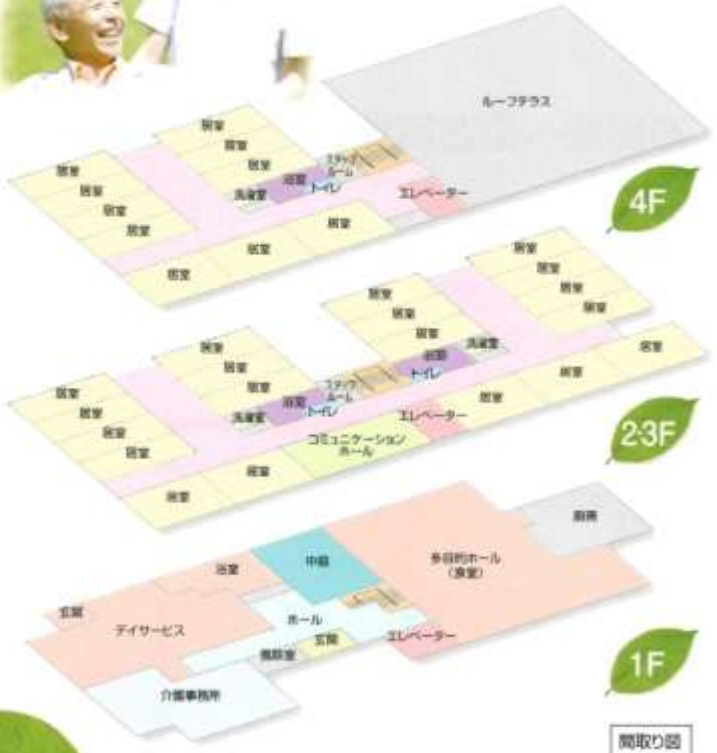 ルーフテラス
居室
居室
居室
居室
居室
居室
居室
スタッフ
ルーム
浴室
トイレ
洗濯室
エレベーター
居室
居室
居室
4F
居室
居室
居室
居室
居室
居室
居室
居室
居室
居室
居室
居室
居室
居室
洗濯室
浴室
トイレ
スタッフ
ルーム
浴室
トイレ
洗濯室
エレベーター
コミュニケーション
ホール
居室
居室
居室
居室
居室
2・3F
厨房
多目的ホール
(食堂)
中庭
浴室
玄関
デイサービス
ホール
玄関
エレベーター
介護事務所
1F
間取り図